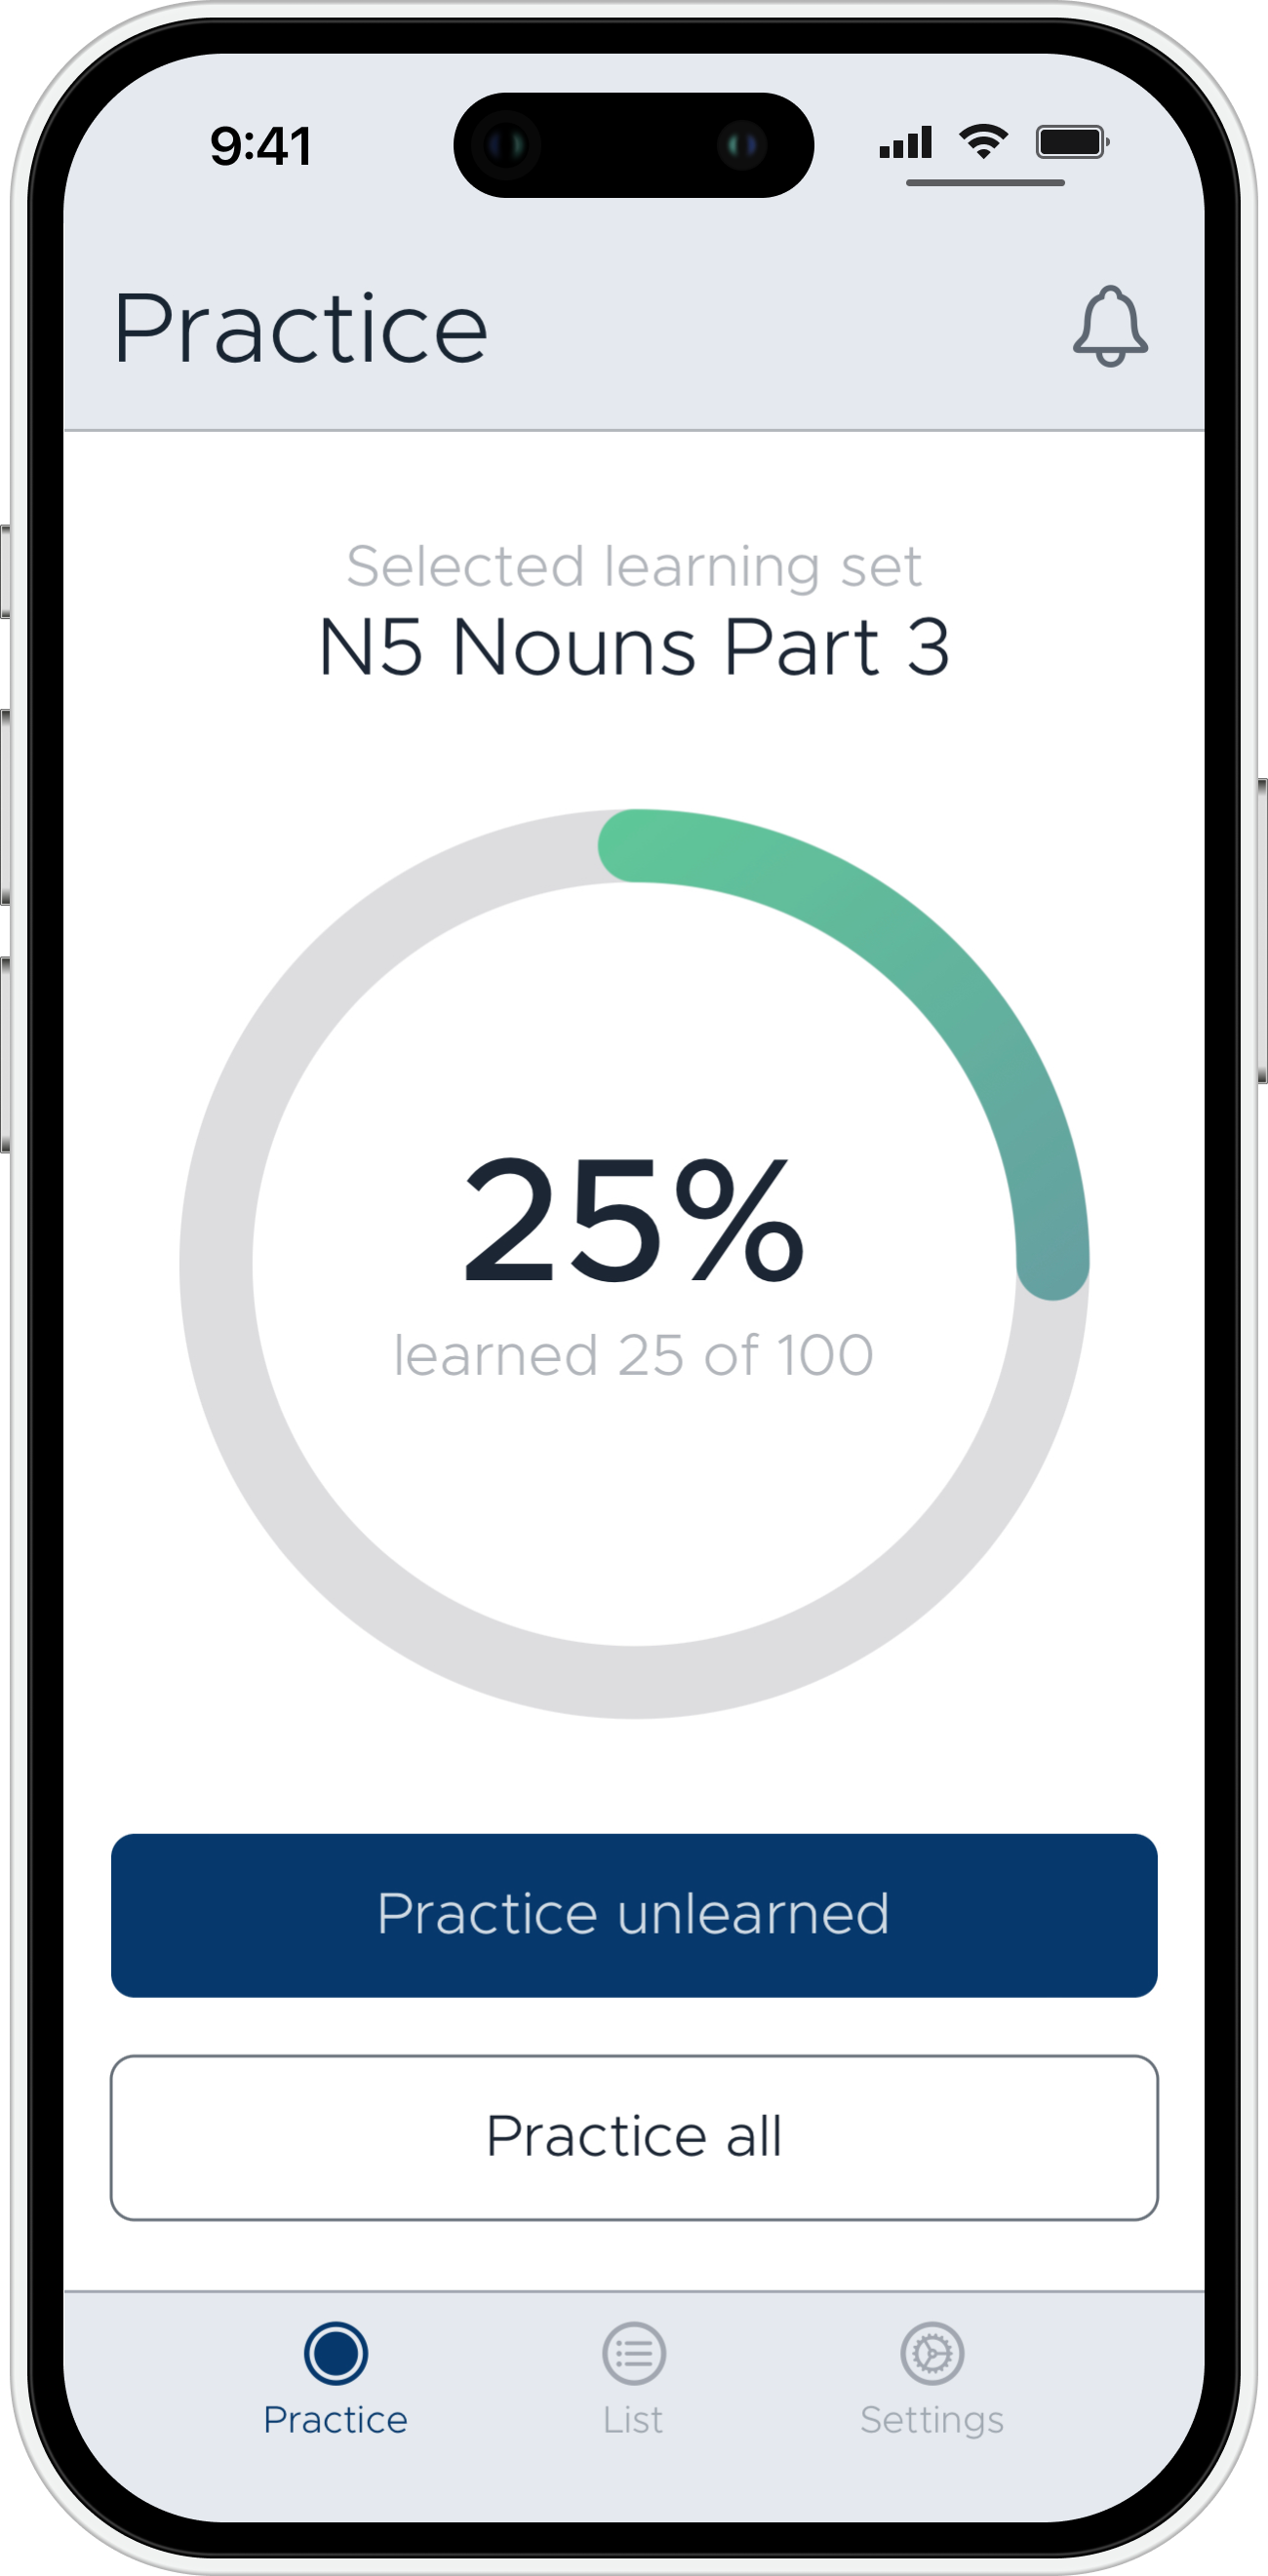 9:41
Practice
Selected learning set
N5 Nouns Part 3
25%
learned 25 of 100
Practice unlearned
Practice all
Practice
List
Settings